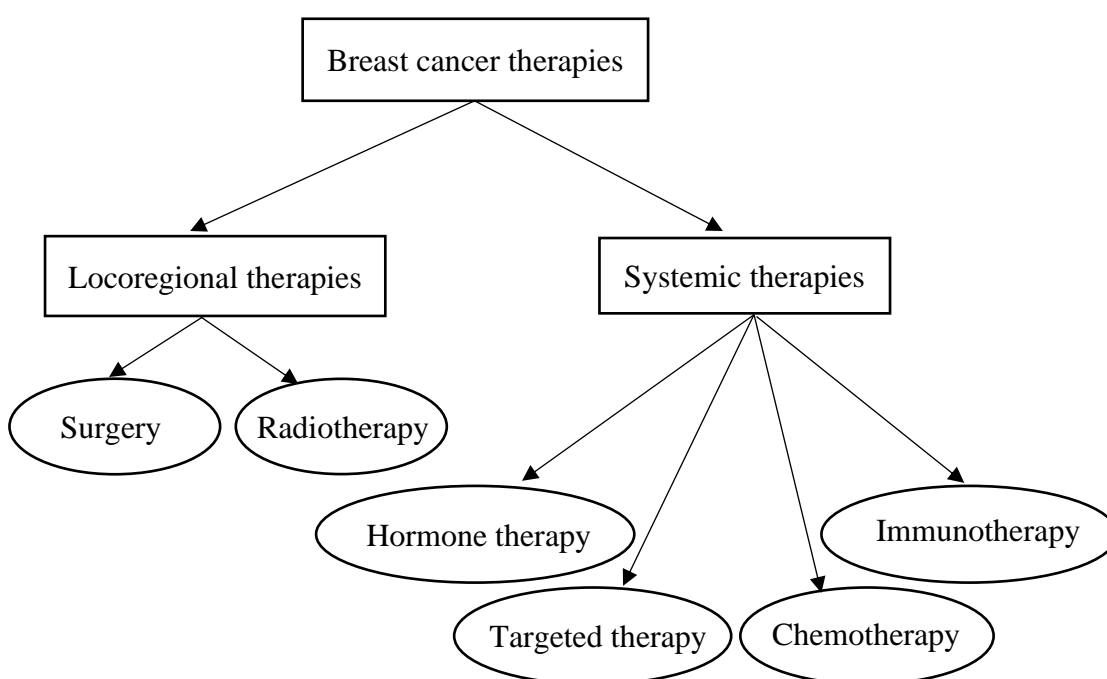 Breast cancer therapies
Locoregional therapies
Systemic therapies
Surgery
Radiotherapy
Hormone therapy
Immunotherapy
Targeted therapy
Chemotherapy